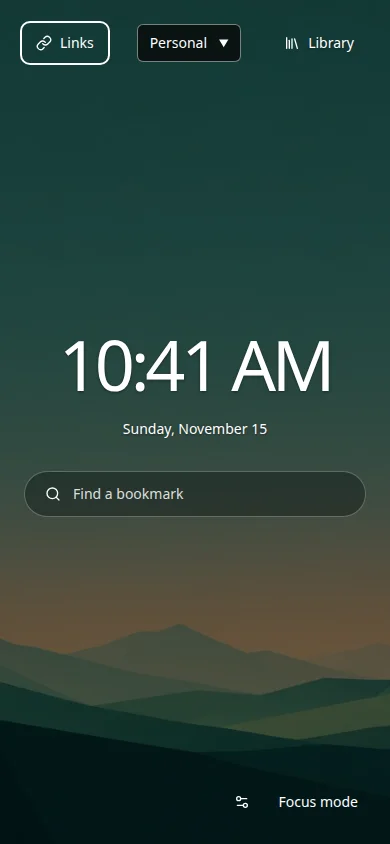 Links
Personal
Library
10:41 AM
Sunday, November 15
Find a bookmark
Focus mode